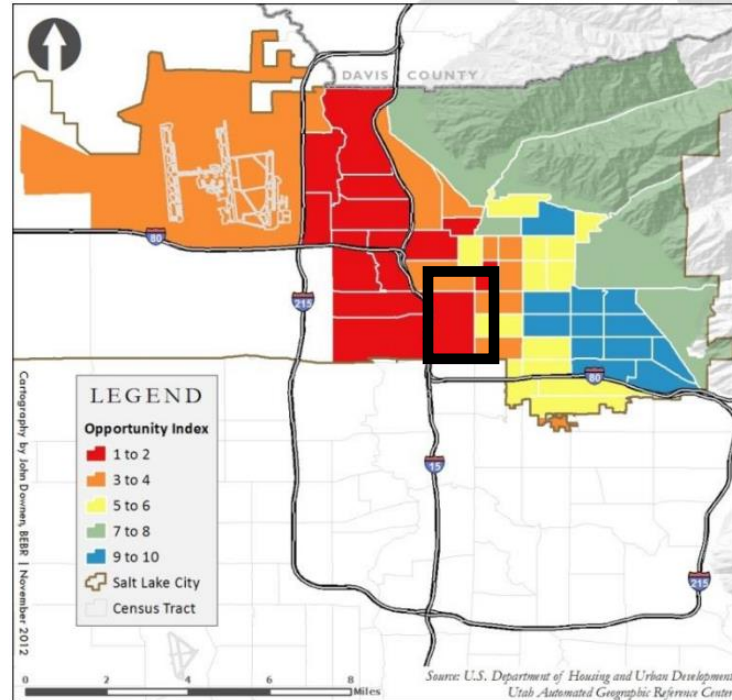 DAVIS COUNTY
80
215
80
15
215
LEGEND
Opportunity Index
1 to 2
3 to 4
5 to 6
7 to 8
9 to 10
Salt Lake City
Census Tract
Cartography by John Downen, BEBR | November 2012
0 2 4 6 8
Miles
Source: U.S. Department of Housing and Urban Development
Utah Automated Geographic Reference Center